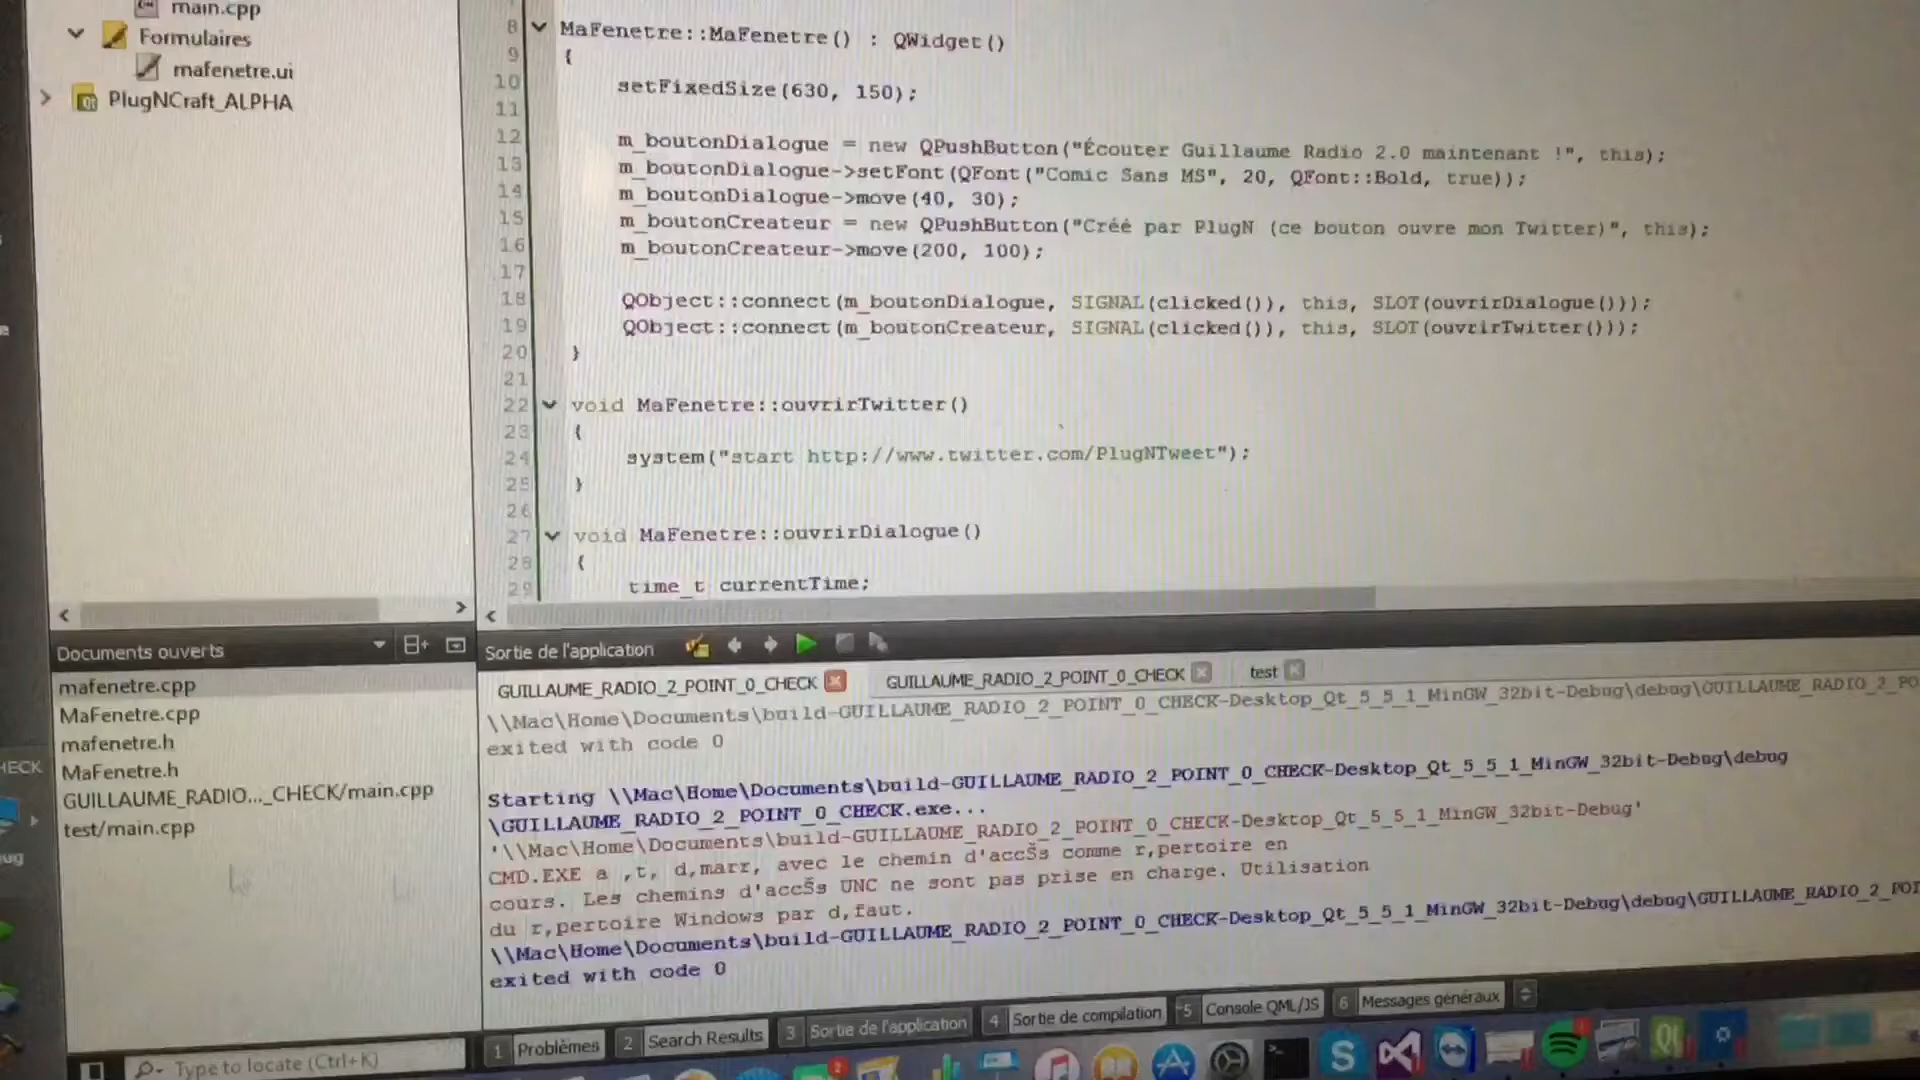 main.cpp
Formulaires
mafenetre.ui
PlugNCraft_ALPHA
8 MaFenetre::MaFenetre() : QWidget()
9 {
10 setFixedSize(630, 150);
11
12 m_boutonDialogue = new QPushButton("Écouter Guillaume Radio 2.0 maintenant !", this);
13 m_boutonDialogue->setFont(QFont("Comic Sans MS", 20, QFont::Bold, true));
14 m_boutonDialogue->move(40, 30);
15 m_boutonCreateur = new QPushButton("Créé par PlugN (ce bouton ouvre mon Twitter)", this);
16 m_boutonCreateur->move(200, 100);
17
18 QObject::connect(m_boutonDialogue, SIGNAL(clicked()), this, SLOT(ouvrirDialogue()));
19 QObject::connect(m_boutonCreateur, SIGNAL(clicked()), this, SLOT(ouvrirTwitter()));
20 }
21
22 void MaFenetre::ouvrirTwitter()
23 {
24 system("start http://www.twitter.com/PlugNTweet");
25 }
26
27 void MaFenetre::ouvrirDialogue()
28 {
29 time_t currentTime;
Documents ouverts
mafenetre.cpp
MaFenetre.cpp
mafenetre.h
MaFenetre.h
GUILLAUME_RADIO..._CHECK/main.cpp
test/main.cpp
HECK
ug
Type to locate (Ctrl+K)
Sortie de l'application
GUILLAUME_RADIO_2_POINT_0_CHECK GUILLAUME_RADIO_2_POINT_0_CHECK test
\\Mac\Home\Documents\build-GUILLAUME_RADIO_2_POINT_0_CHECK-Desktop_Qt_5_5_1_MinGW_32bit-Debug\debug\GUILLAUME_RADIO_2_PO
exited with code 0
Starting \\Mac\Home\Documents\build-GUILLAUME_RADIO_2_POINT_0_CHECK-Desktop_Qt_5_5_1_MinGW_32bit-Debug\debug
\GUILLAUME_RADIO_2_POINT_0_CHECK.exe...
'\\Mac\Home\Documents\build-GUILLAUME_RADIO_2_POINT_0_CHECK-Desktop_Qt_5_5_1_MinGW_32bit-Debug'
CMD.EXE a ,t, d,marr, avec le chemin d'accŠs comme r,pertoire en
cours. Les chemins d'accŠs UNC ne sont pas prise en charge. Utilisation
du r,pertoire Windows par d,faut.
\\Mac\Home\Documents\build-GUILLAUME_RADIO_2_POINT_0_CHECK-Desktop_Qt_5_5_1_MinGW_32bit-Debug\debug\GUILLAUME_RADIO_2_POI
exited with code 0
1 Problèmes 2 Search Results 3 Sortie de l'application 4 Sortie de compilation 5 Console QML/JS 6 Messages généraux